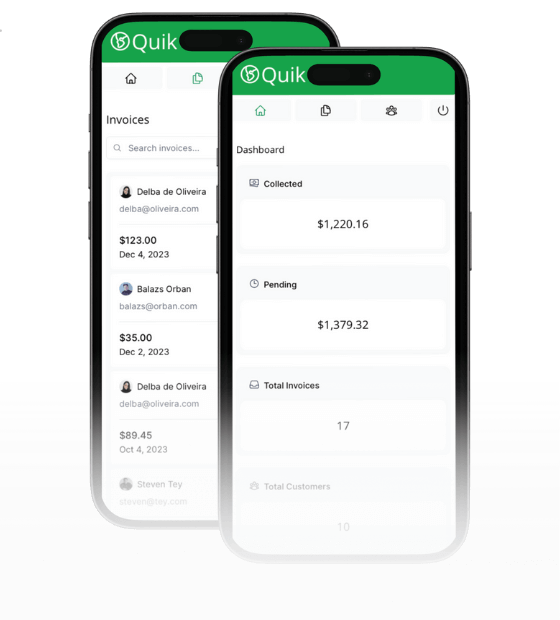 Quik
Invoices
Search invoices...
Delba de Oliveira
delba@oliveira.com
$123.00
Dec 4, 2023
Balazs Orban
balazs@orban.com
$35.00
Dec 2, 2023
Delba de Oliveira
delba@oliveira.com
$89.45
Oct 4, 2023
Steven Tey
steven@tey.com
Quik
Dashboard
Collected
$1,220.16
Pending
$1,379.32
Total Invoices
17
Total Customers
10